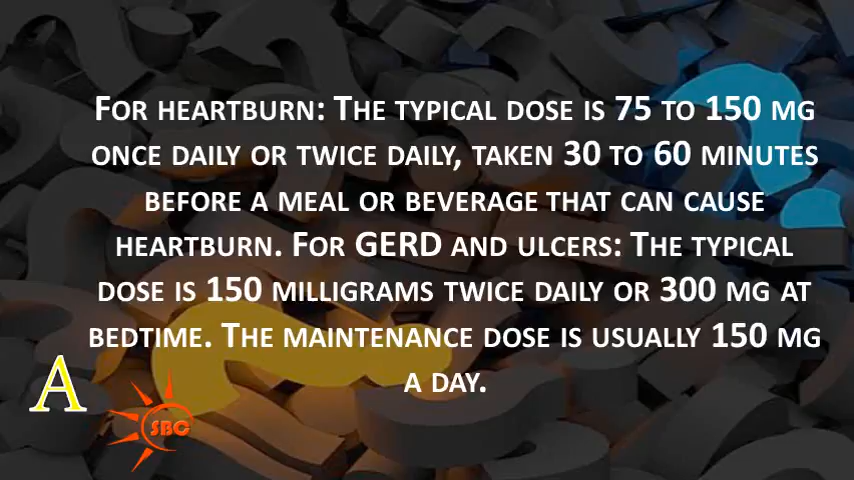 For heartburn: The typical dose is 75 to 150 mg
once daily or twice daily, taken 30 to 60 minutes
before a meal or beverage that can cause
heartburn. For GERD and ulcers: The typical
dose is 150 milligrams twice daily or 300 mg at
bedtime. The maintenance dose is usually 150 mg
a day.
A
SBC